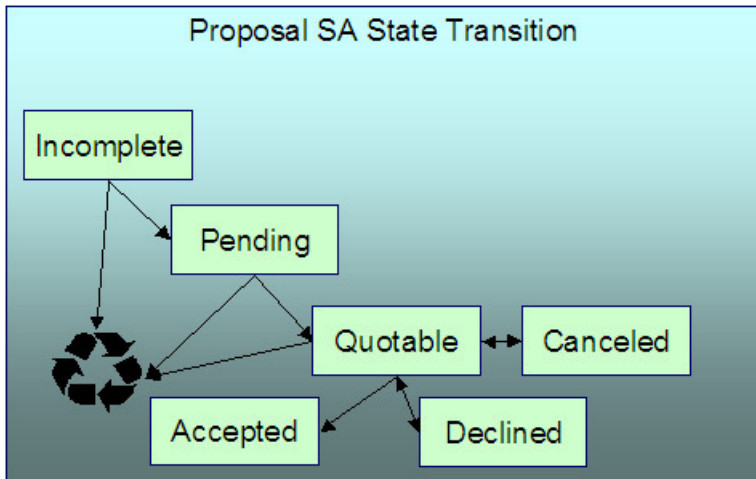 Proposal SA State Transition
Incomplete
Pending
Quotable
Canceled
Accepted
Declined